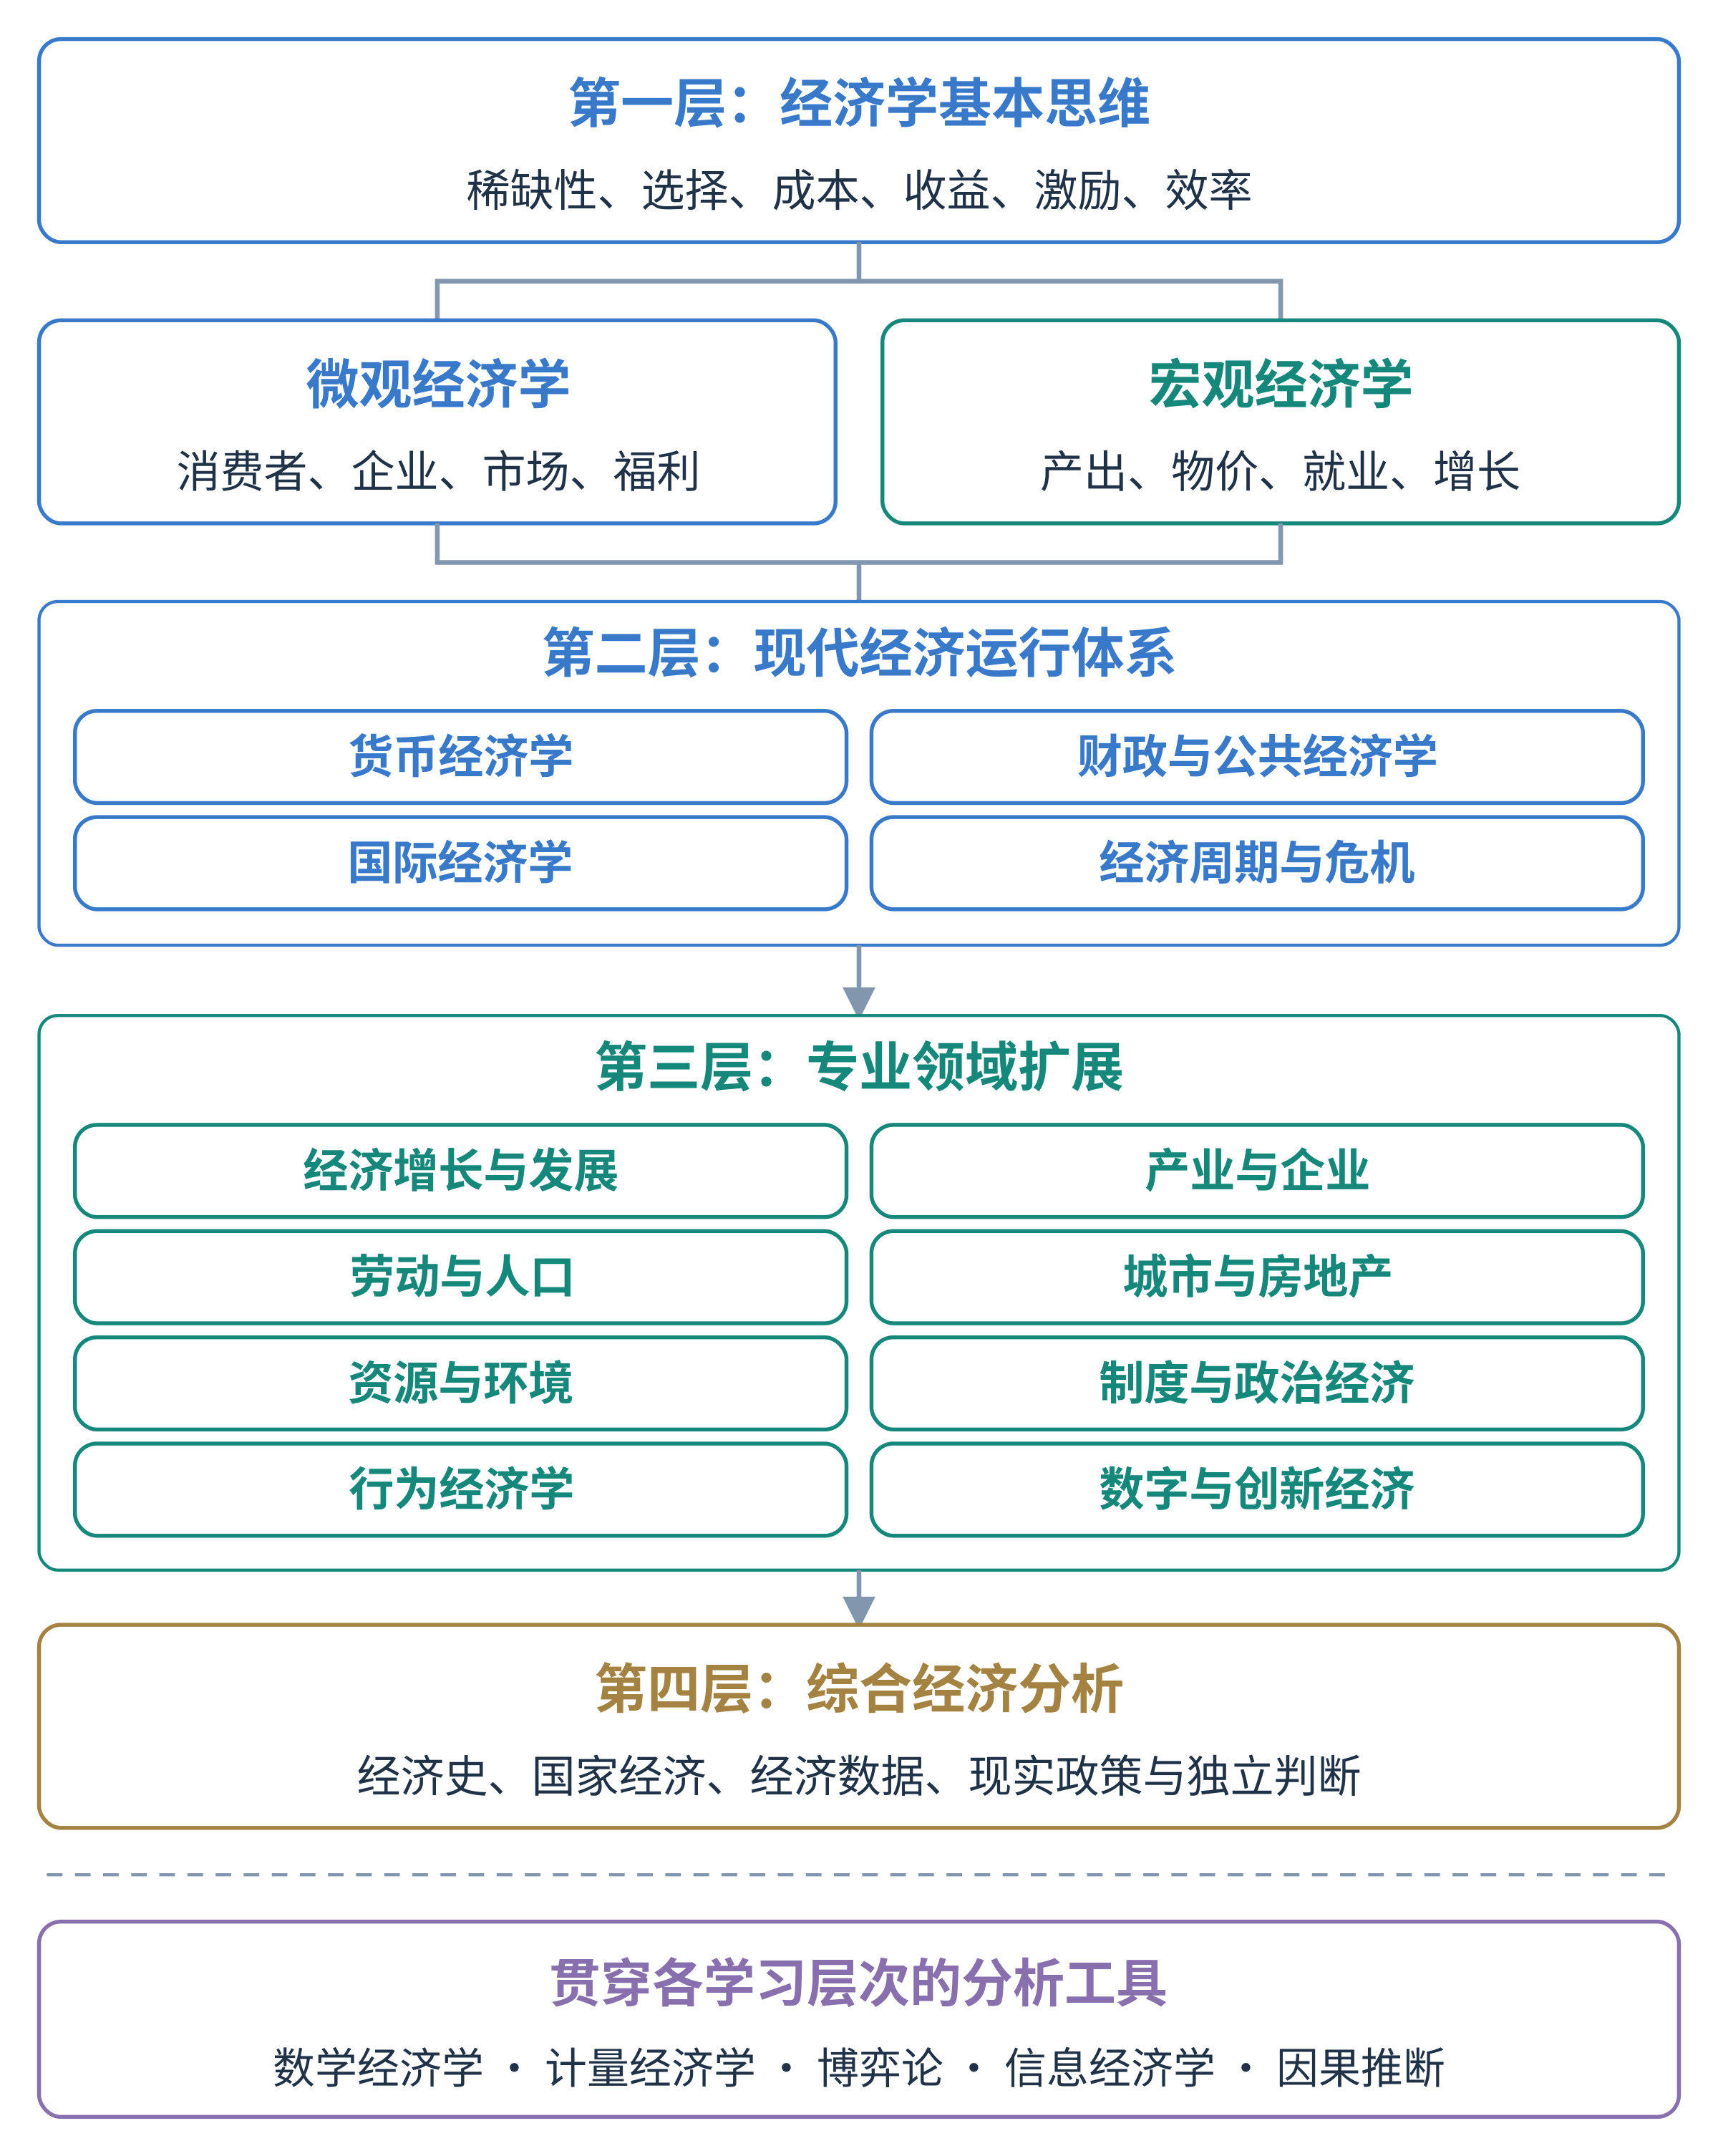 第一层：经济学基本思维
稀缺性、选择、成本、收益、激励、效率
微观经济学
消费者、企业、市场、福利
宏观经济学
产出、物价、就业、增长
第二层：现代经济运行体系
货币经济学
财政与公共经济学
国际经济学
经济周期与危机
第三层：专业领域扩展
经济增长与发展
产业与企业
劳动与人口
城市与房地产
资源与环境
制度与政治经济
行为经济学
数字与创新经济
第四层：综合经济分析
经济史、国家经济、经济数据、现实政策与独立判断
贯穿各学习层次的分析工具
数学经济学 · 计量经济学 · 博弈论 · 信息经济学 · 因果推断